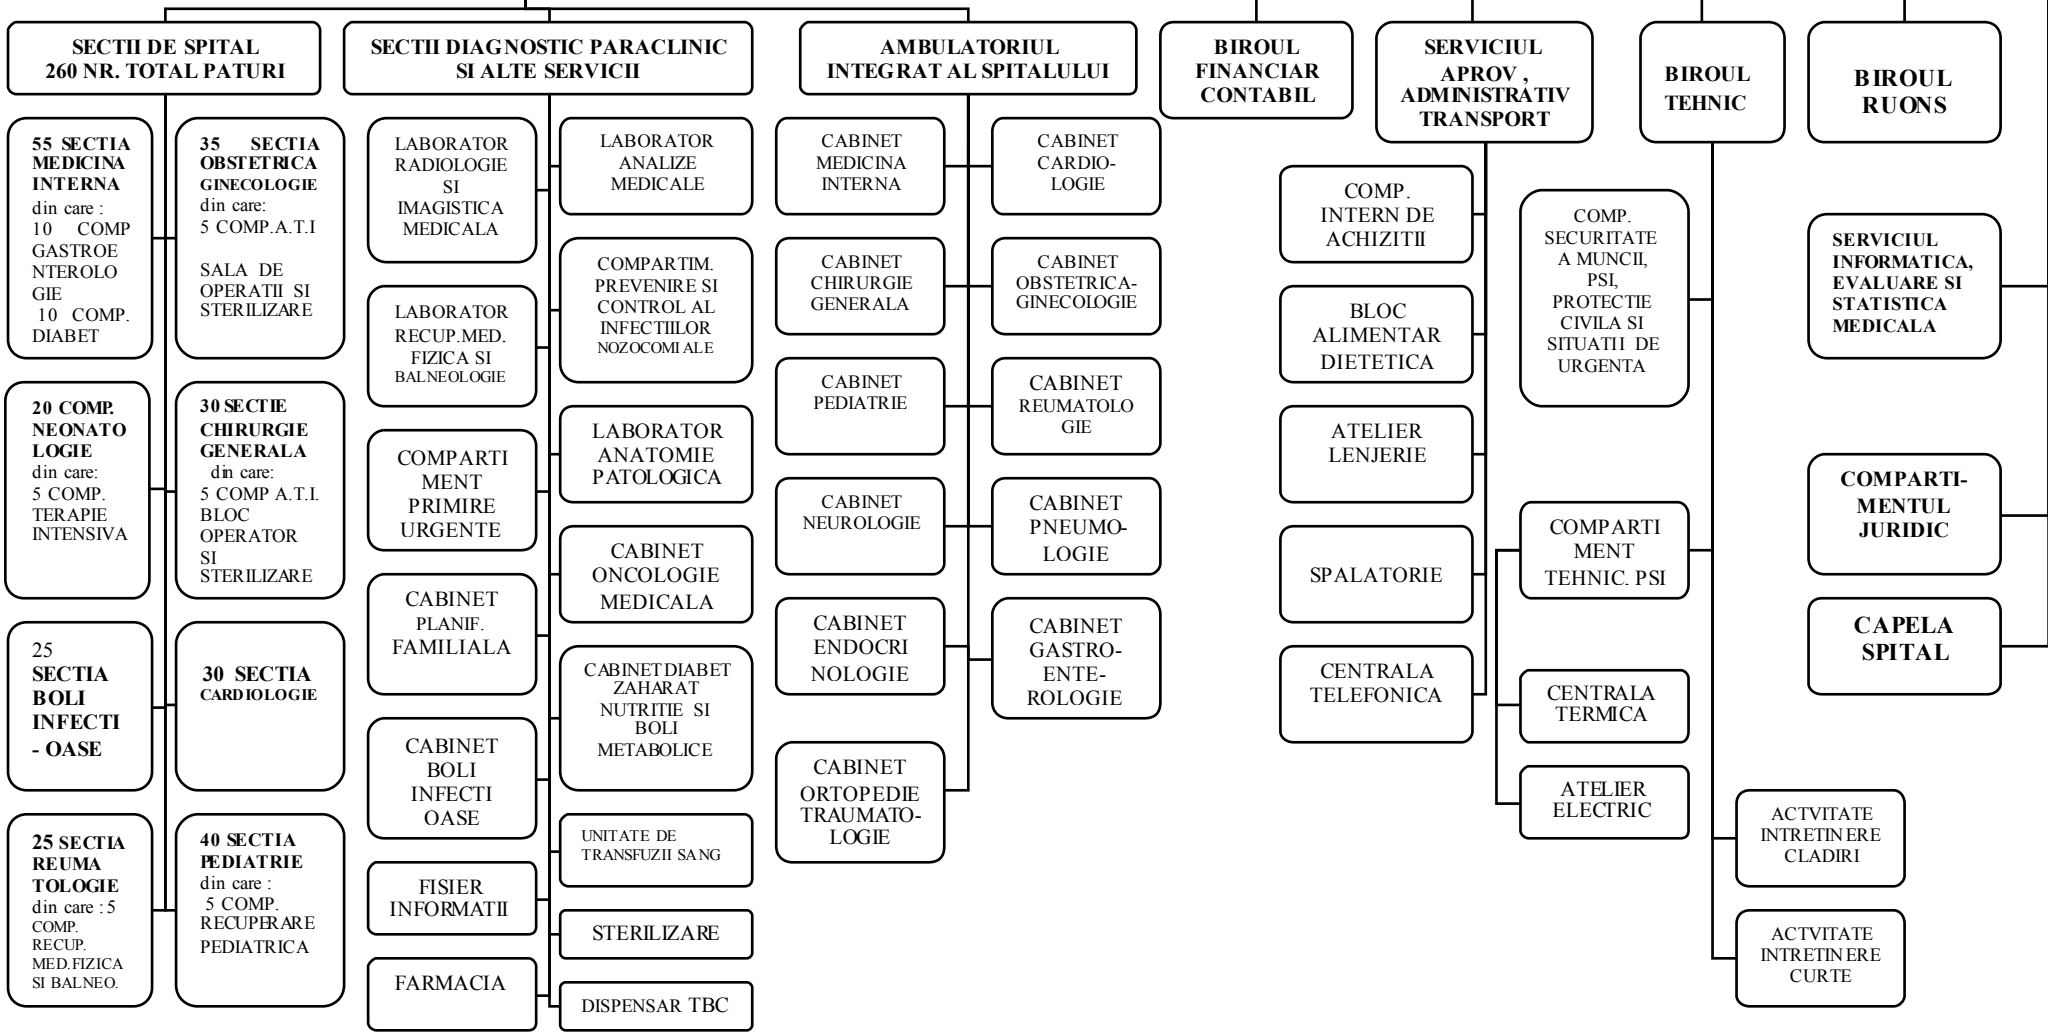 SECTII DE SPITAL
260 NR. TOTAL PATURI
SECTII DIAGNOSTIC PARACLINIC
SI ALTE SERVICII
AMBULATORIUL
INTEGRAT AL SPITALULUI
BIROUL
FINANCIAR
CONTABIL
SERVICIUL
APROV ,
ADMINISTRATIV
TRANSPORT
BIROUL
TEHNIC
BIROUL
RUONS
55 SECTIA
MEDICINA
INTERNA
din care :
10 COMP
GASTROE
NTEROLO
GIE
10 COMP.
DIABET
35 SECTIA
OBSTETRICA
GINECOLOGIE
din care:
5 COMP.A.T.I
SALA DE
OPERATII SI
STERILIZARE
20 COMP.
NEONATO
LOGIE
din care:
5 COMP.
TERAPIE
INTENSIVA
30 SECTIE
CHIRURGIE
GENERALA
din care:
5 COMP A.T.I.
BLOC
OPERATOR
SI
STERILIZARE
25
SECTIA
BOLI
INFECTI
- OASE
30 SECTIA
CARDIOLOGIE
25 SECTIA
REUMA
TOLOGIE
din care : 5
COMP.
RECUP.
MED.FIZICA
SI BALNEO.
40 SECTIA
PEDIATRIE
din care :
5 COMP.
RECUPERARE
PEDIATRICA
LABORATOR
RADIOLOGIE
SI
IMAGISTICA
MEDICALA
LABORATOR
ANALIZE
MEDICALE
LABORATOR
RECUP.MED.
FIZICA SI
BALNEOLOGIE
COMPARTIM.
PREVENIRE SI
CONTROL AL
INFECTIILOR
NOZOCOMIALE
COMPARTI
MENT
PRIMIRE
URGENTE
LABORATOR
ANATOMIE
PATOLOGICA
CABINET
ONCOLOGIE
MEDICALA
CABINET
PLANIF.
FAMILIALA
CABINET DIABET
ZAHARAT
NUTRITIE SI
BOLI
METABOLICE
CABINET
BOLI
INFECTI
OASE
UNITATE DE
TRANSFUZII SANG
FISIER
INFORMATII
STERILIZARE
FARMACIA
DISPENSAR TBC
CABINET
MEDICINA
INTERNA
CABINET
CARDIO-
LOGIE
CABINET
CHIRURGIE
GENERALA
CABINET
OBSTETRICA-
GINECOLOGIE
CABINET
PEDIATRIE
CABINET
REUMATOLO
GIE
CABINET
NEUROLOGIE
CABINET
PNEUMO-
LOGIE
CABINET
ENDOCRI
NOLOGIE
CABINET
GASTRO-
ENTE-
ROLOGIE
CABINET
ORTOPEDIE
TRAUMATO-
LOGIE
COMP.
INTERN DE
ACHIZITII
BLOC
ALIMENTAR
DIETETICA
ATELIER
LENJERIE
SPALATORIE
CENTRALA
TELEFONICA
COMP.
SECURITATE
A MUNCII,
PSI,
PROTECTIE
CIVILA SI
SITUATII DE
URGENTA
COMPARTI
MENT
TEHNIC. PSI
CENTRALA
TERMICA
ATELIER
ELECTRIC
ACTVITATE
INTRETINERE
CLADIRI
ACTVITATE
INTRETINERE
CURTE
SERVICIUL
INFORMATICA,
EVALUARE SI
STATISTICA
MEDICALA
COMPARTI-
MENTUL
JURIDIC
CAPELA
SPITAL